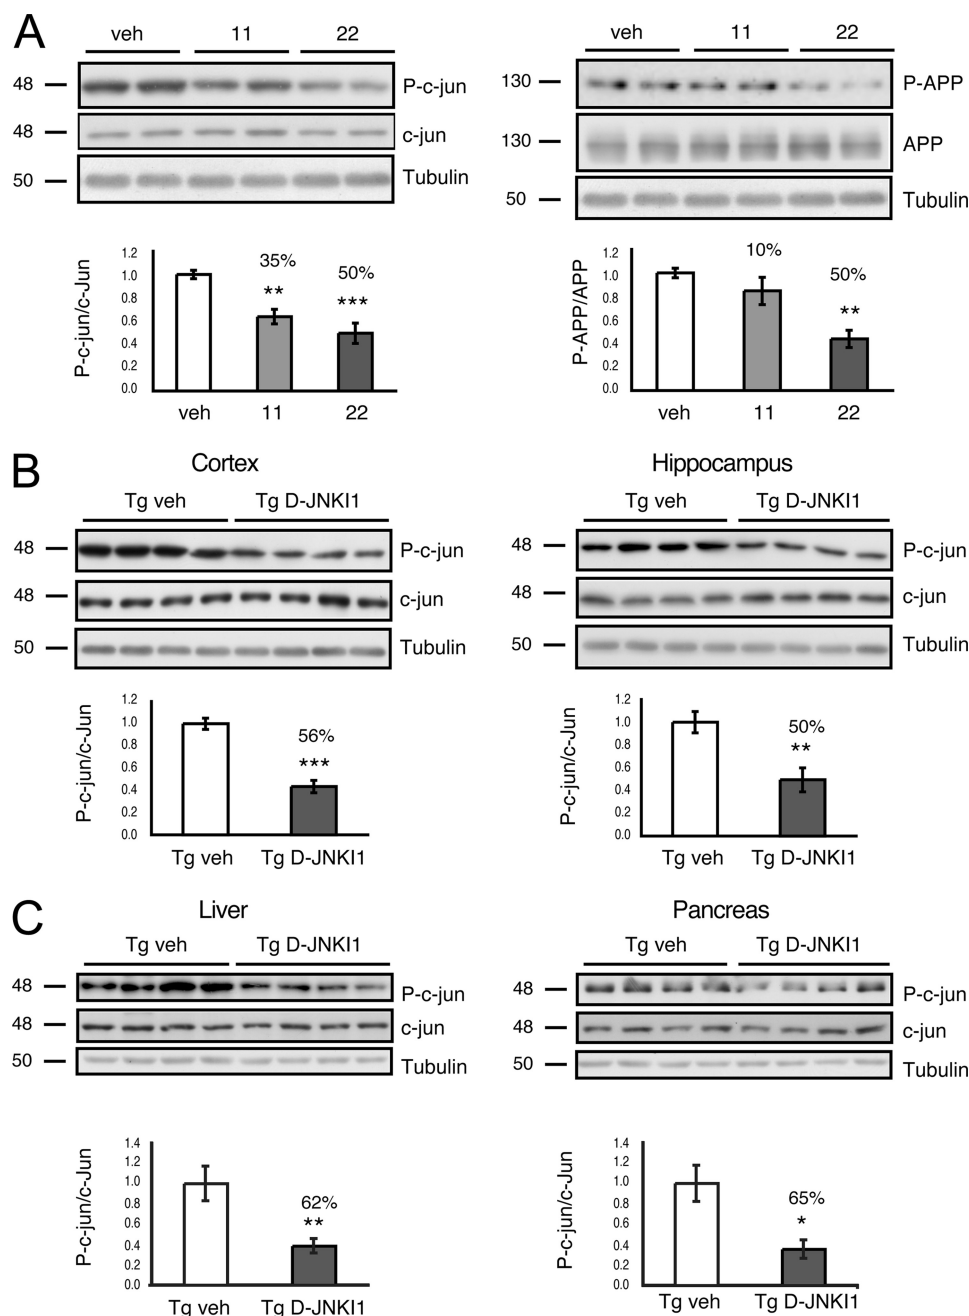 A
veh 11 22
48 P-c-jun
48 c-jun
50 Tubulin
P-c-jun/c-Jun
1.2
1.0
0.8
0.6
0.4
0.2
0.0
35%
**
50%
***
veh 11 22
veh 11 22
130 P-APP
130 APP
50 Tubulin
P-APP/APP
1.2
1.0
0.8
0.6
0.4
0.2
0.0
10%
50%
**
veh 11 22
B
Cortex
Tg veh Tg D-JNKI1
48 P-c-jun
48 c-jun
50 Tubulin
P-c-jun/c-Jun
1.2
1.0
0.8
0.6
0.4
0.2
0.0
56%
***
Tg veh Tg D-JNKI1
Hippocampus
Tg veh Tg D-JNKI1
48 P-c-jun
48 c-jun
50 Tubulin
P-c-jun/c-Jun
1.2
1.0
0.8
0.6
0.4
0.2
0.0
50%
**
Tg veh Tg D-JNKI1
C
Liver
Tg veh Tg D-JNKI1
48 P-c-jun
48 c-jun
50 Tubulin
P-c-jun/c-Jun
1.4
1.2
1.0
0.8
0.6
0.4
0.2
0.0
62%
**
Tg veh Tg D-JNKI1
Pancreas
Tg veh Tg D-JNKI1
48 P-c-jun
48 c-jun
50 Tubulin
P-c-jun/c-Jun
1.4
1.2
1.0
0.8
0.6
0.4
0.2
0.0
65%
*
Tg veh Tg D-JNKI1